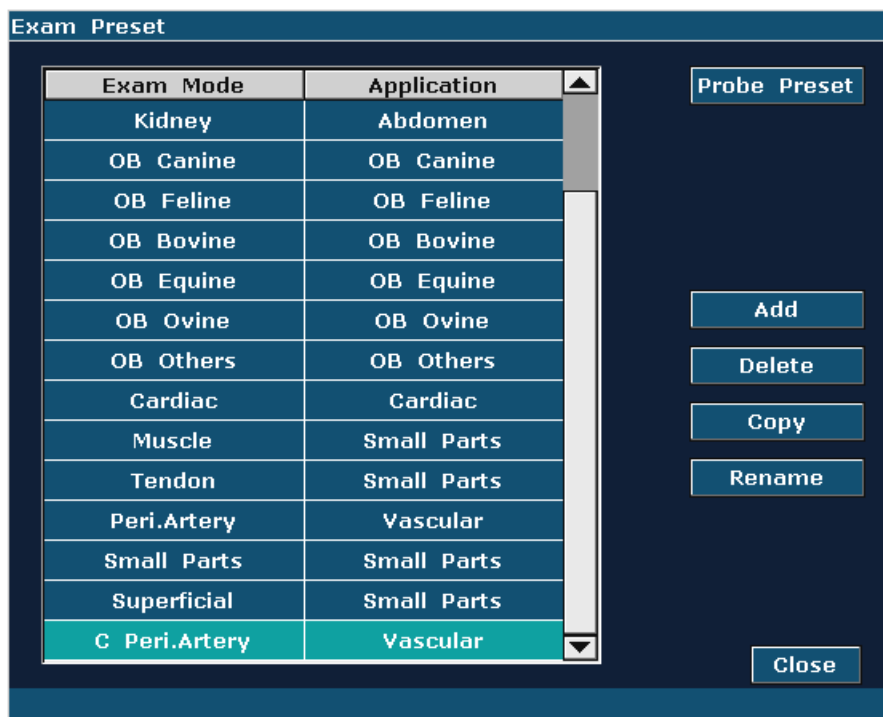 Exam Preset
Exam Mode Application
Probe Preset
Kidney Abdomen
OB Canine OB Canine
OB Feline OB Feline
OB Bovine OB Bovine
OB Equine OB Equine
OB Ovine OB Ovine
OB Others OB Others
Cardiac Cardiac
Muscle Small Parts
Tendon Small Parts
Peri.Artery Vascular
Small Parts Small Parts
Superficial Small Parts
C Peri.Artery Vascular
Add
Delete
Copy
Rename
Close